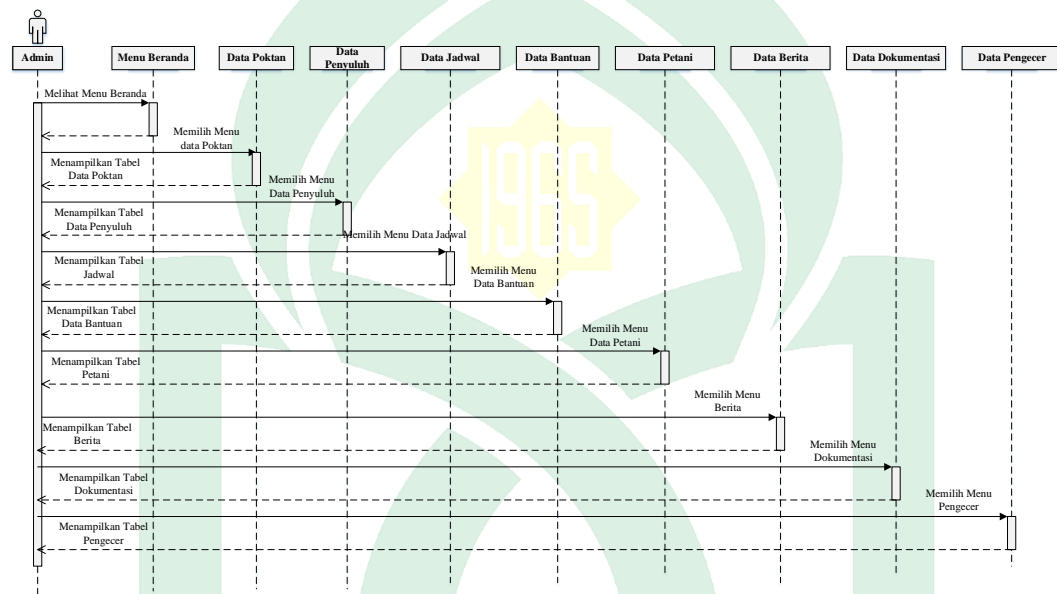 Admin
Menu Beranda
Data Poktan
Data
Penyuluh
Data Jadwal
Data Bantuan
Data Petani
Data Berita
Data Dokumentasi
Data Pengecer
Melihat Menu Beranda
Memilih Menu
data Poktan
Menampilkan Tabel
Data Poktan
Memilih Menu
Data Penyuluh
Menampilkan Tabel
Data Penyuluh
Memilih Menu Data Jadwal
Menampilkan Tabel
Jadwal
Memilih Menu
Data Bantuan
Menampilkan Tabel
Data Bantuan
Memilih Menu
Data Petani
Menampilkan Tabel
Petani
Memilih Menu
Berita
Menampilkan Tabel
Berita
Memilih Menu
Dokumentasi
Menampilkan Tabel
Dokumentasi
Memilih Menu
Pengecer
Menampilkan Tabel
Pengecer
1965